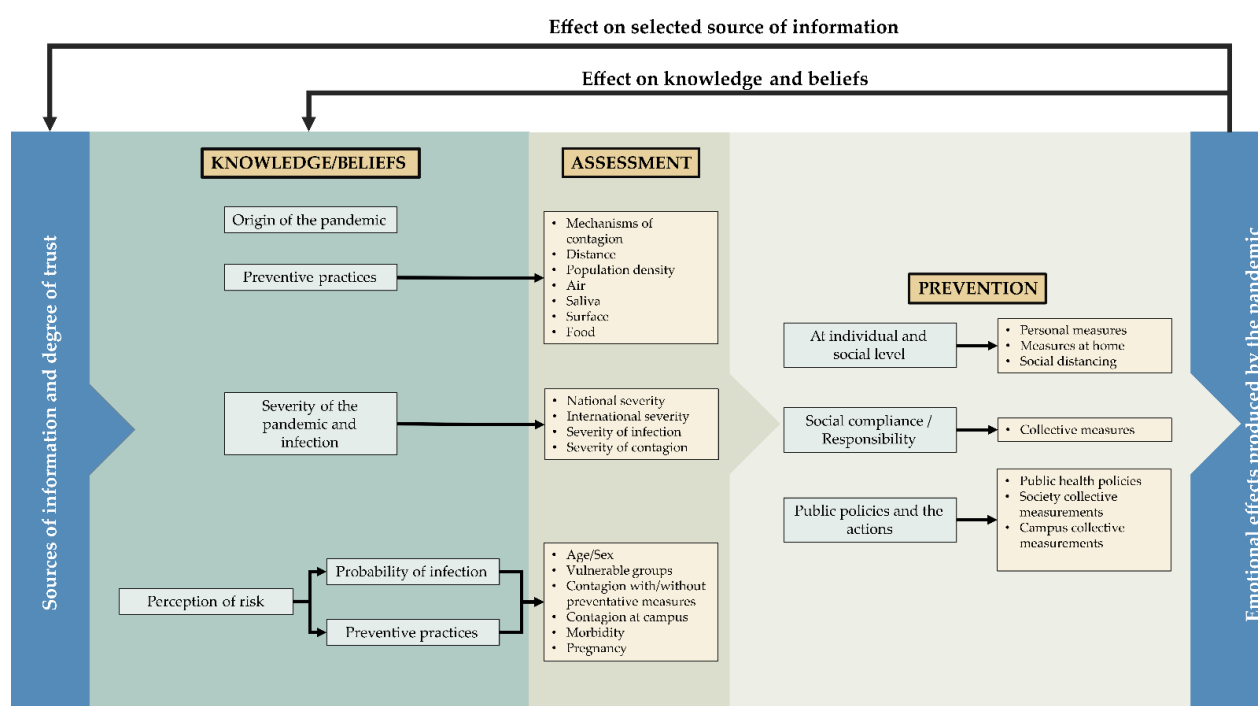 Effect on selected source of information
Effect on knowledge and beliefs
Sources of information and degree of trust
KNOWLEDGE/BELIEFS
Origin of the pandemic
Preventive practices
Severity of the
pandemic and
infection
Perception of risk
Probability of infection
Preventive practices
ASSESSMENT
• Mechanisms of
contagion
• Distance
• Population density
• Air
• Saliva
• Surface
• Food
• National severity
• International severity
• Severity of infection
• Severity of contagion
• Age/Sex
• Vulnerable groups
• Contagion with/without
preventative measures
• Contagion at campus
• Morbidity
• Pregnancy
PREVENTION
At individual and
social level
• Personal measures
• Measures at home
• Social distancing
Social compliance /
Responsibility
• Collective measures
Public policies and the
actions
• Public health policies
• Society collective
measurements
• Campus collective
measurements
Emotional effects produced by the pandemic